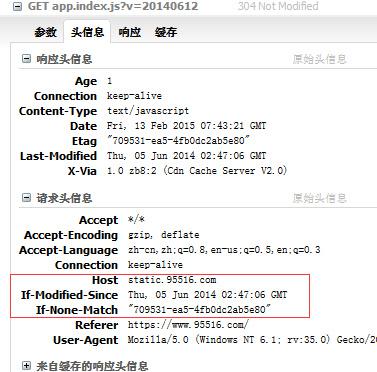 GET app.index.js?v=20140612 304 Not Modified
参数 头信息 响应 缓存
响应头信息 原始头信息
Age 1
Connection keep-alive
Content-Type text/javascript
Date Fri, 13 Feb 2015 07:43:21 GMT
Etag "709531-ea5-4fb0dc2ab5e80"
Last-Modified Thu, 05 Jun 2014 02:47:06 GMT
X-Via 1.0 zb8:2 (Cdn Cache Server V2.0)
请求头信息 原始头信息
Accept */*
Accept-Encoding gzip, deflate
Accept-Language zh-cn,zh;q=0.8,en-us;q=0.5,en;q=0.3
Connection keep-alive
Host static.95516.com
If-Modified-Since Thu, 05 Jun 2014 02:47:06 GMT
If-None-Match "709531-ea5-4fb0dc2ab5e80"
Referer https://www.95516.com/
User-Agent Mozilla/5.0 (Windows NT 6.1; rv:35.0) Gecko/20
来自缓存的响应头信息 原始头信息